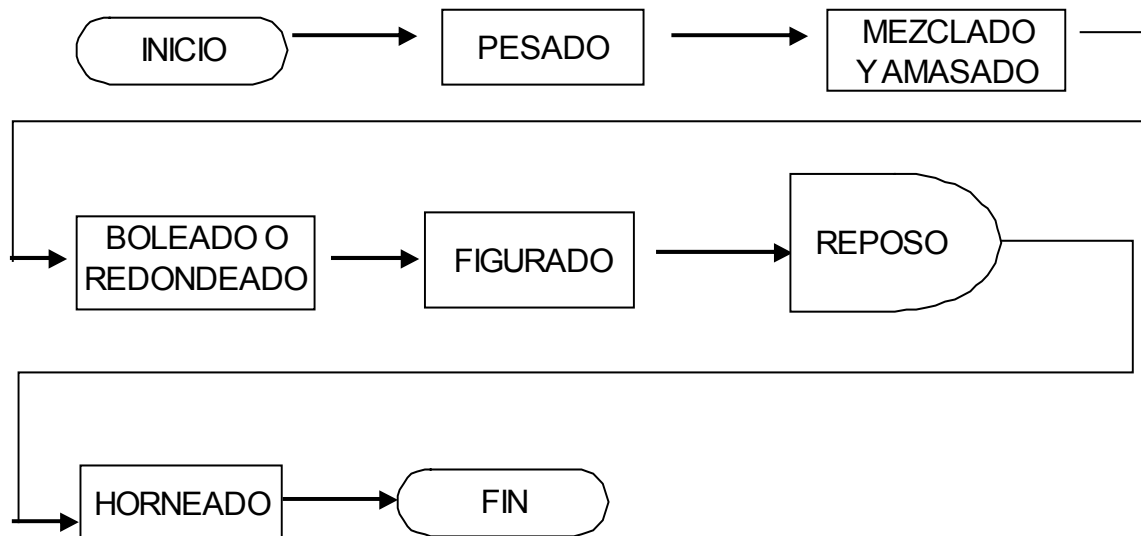 INICIO
PESADO
MEZCLADO
Y AMASADO
BOLEADO O
REDONDEADO
FIGURADO
REPOSO
HORNEADO
FIN